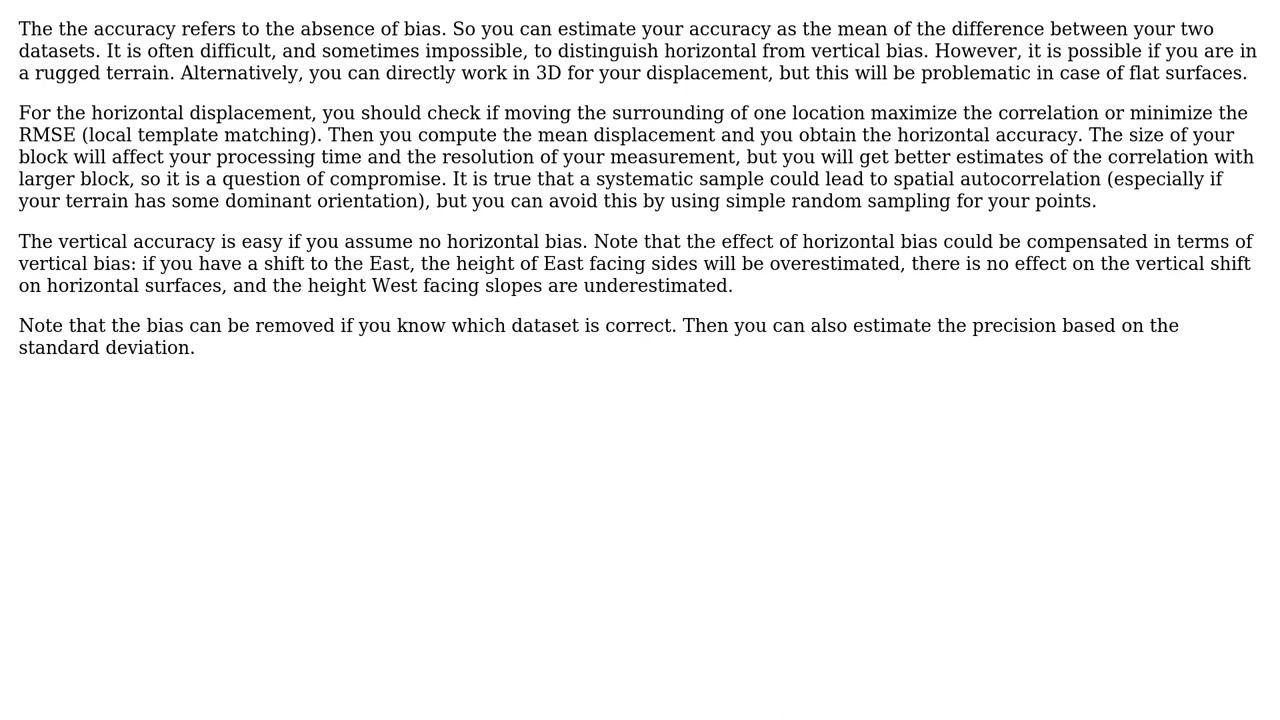 The the accuracy refers to the absence of bias. So you can estimate your accuracy as the mean of the difference between your two
datasets. It is often difficult, and sometimes impossible, to distinguish horizontal from vertical bias. However, it is possible if you are in
a rugged terrain. Alternatively, you can directly work in 3D for your displacement, but this will be problematic in case of flat surfaces.
For the horizontal displacement, you should check if moving the surrounding of one location maximize the correlation or minimize the
RMSE (local template matching). Then you compute the mean displacement and you obtain the horizontal accuracy. The size of your
block will affect your processing time and the resolution of your measurement, but you will get better estimates of the correlation with
larger block, so it is a question of compromise. It is true that a systematic sample could lead to spatial autocorrelation (especially if
your terrain has some dominant orientation), but you can avoid this by using simple random sampling for your points.
The vertical accuracy is easy if you assume no horizontal bias. Note that the effect of horizontal bias could be compensated in terms of
vertical bias: if you have a shift to the East, the height of East facing sides will be overestimated, there is no effect on the vertical shift
on horizontal surfaces, and the height West facing slopes are underestimated.
Note that the bias can be removed if you know which dataset is correct. Then you can also estimate the precision based on the
standard deviation.